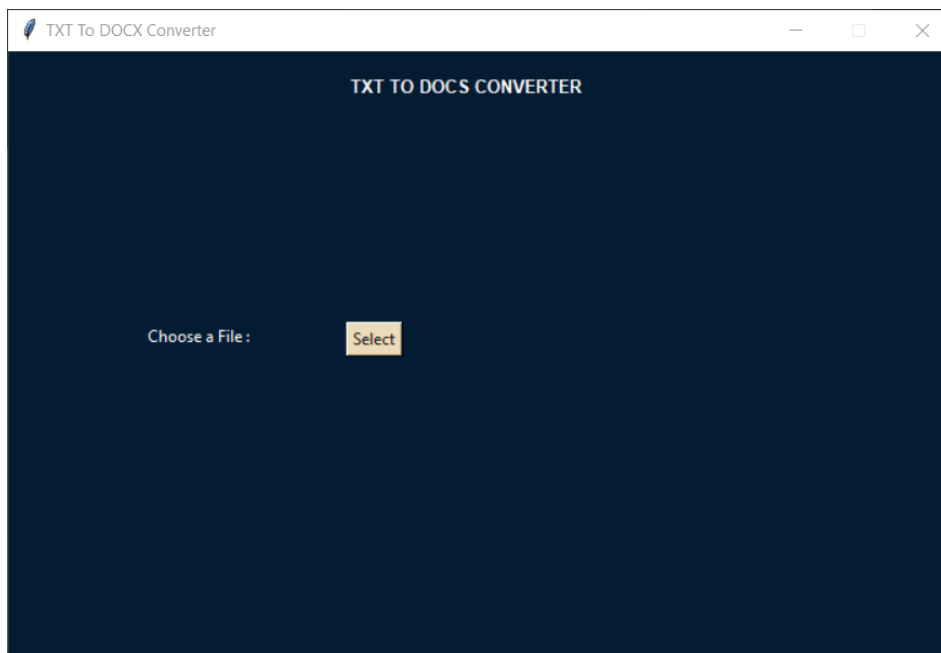 TXT To DOCX Converter
TXT TO DOCS CONVERTER
Choose a File : Select